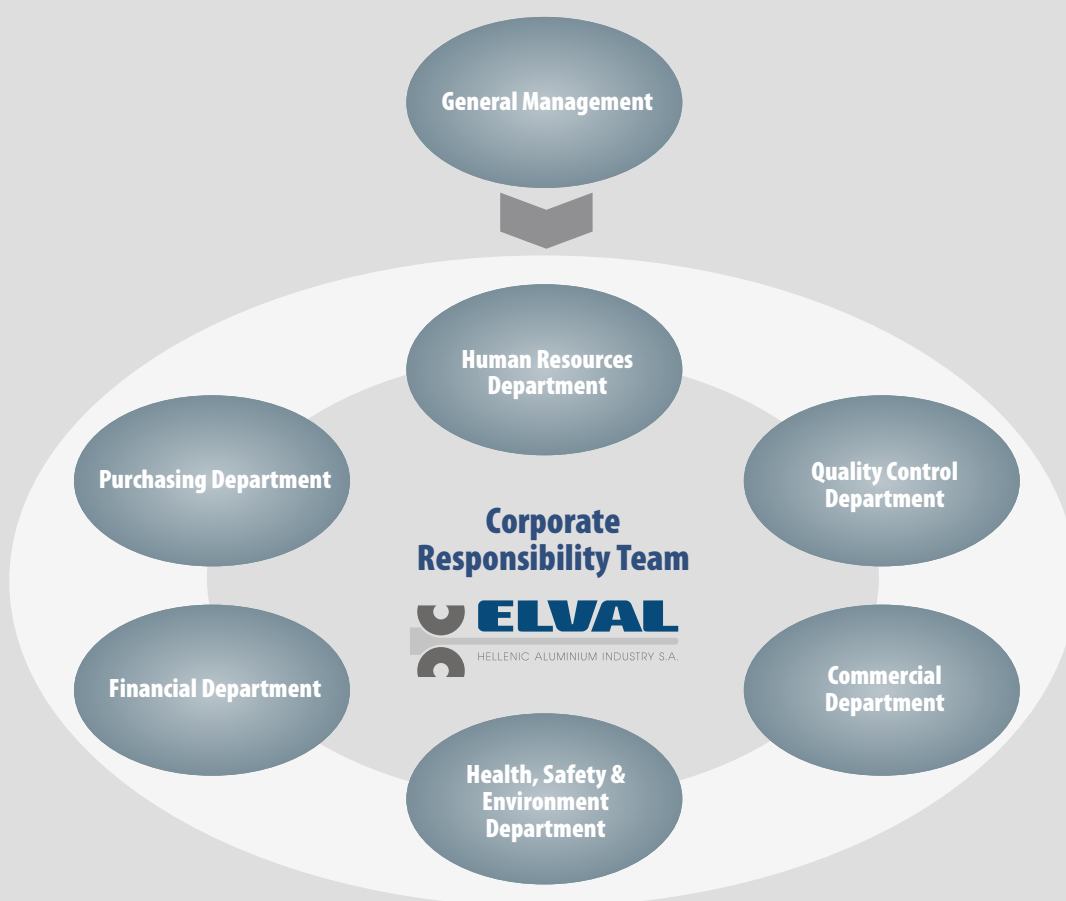 General Management
Human Resources
Department
Purchasing Department
Quality Control
Department
Corporate
Responsibility Team
ELVAL
HELLENIC ALUMINIUM INDUSTRY S.A.
Financial Department
Commercial
Department
Health, Safety &
Environment
Department